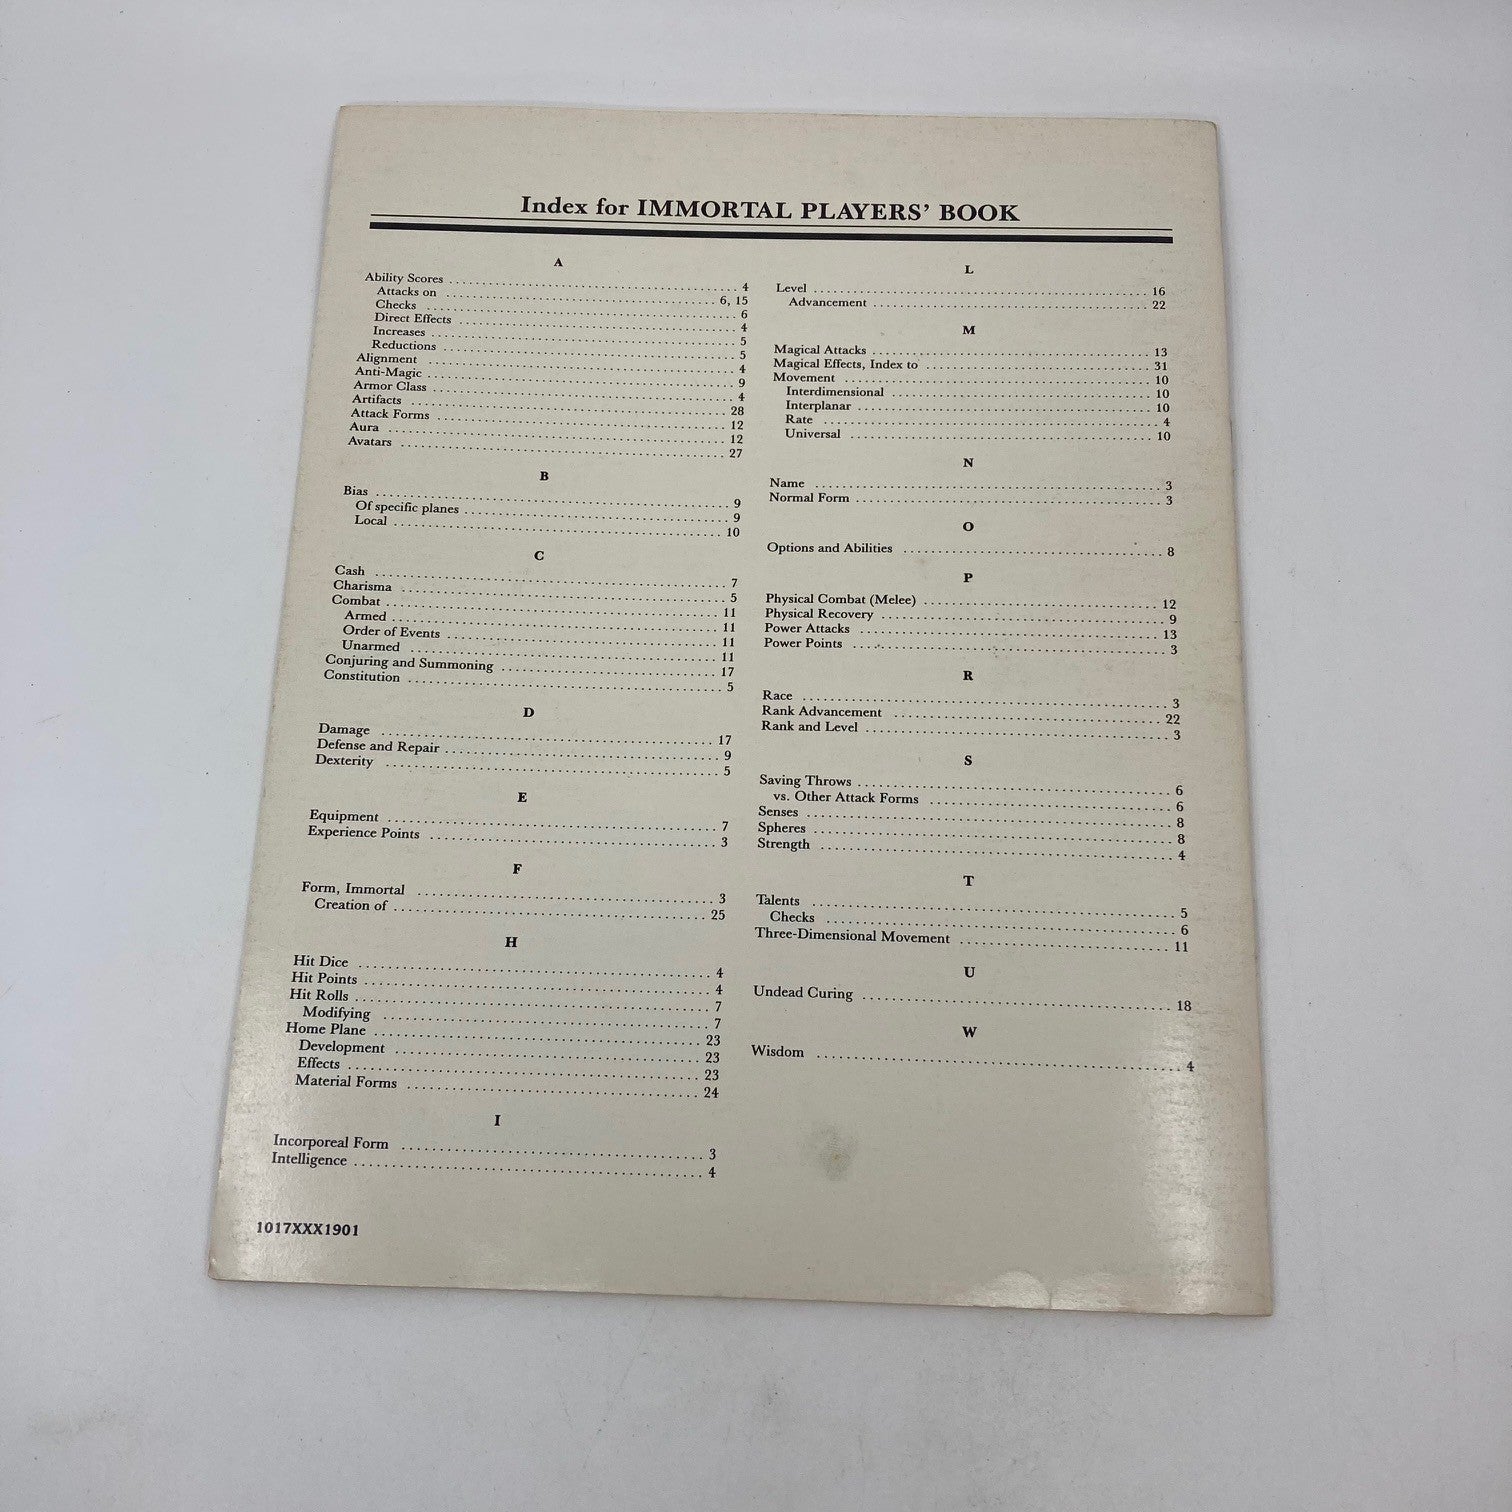 Index for IMMORTAL PLAYERS' BOOK
A
Ability Scores 4
Attacks on 6, 15
Checks 6
Direct Effects 4
Increases 5
Reductions 5
Alignment 4
Anti-Magic 9
Armor Class 4
Artifacts 28
Attack Forms 12
Aura 12
Avatars 27
B
Bias 9
Of specific planes 9
Local 10
C
Cash 7
Charisma 5
Combat 11
Armed 11
Order of Events 11
Unarmed 11
Conjuring and Summoning 17
Constitution 5
D
Damage 17
Defense and Repair 9
Dexterity 5
E
Equipment 7
Experience Points 3
F
Form, Immortal 3
Creation of 25
H
Hit Dice 4
Hit Points 4
Hit Rolls 7
Modifying 7
Home Plane 23
Development 23
Effects 23
Material Forms 24
I
Incorporeal Form 3
Intelligence 4
L
Level 16
Advancement 22
M
Magical Attacks 13
Magical Effects, Index to 31
Movement 10
Interdimensional 10
Interplanar 10
Rate 4
Universal 10
N
Name 3
Normal Form 3
O
Options and Abilities 8
P
Physical Combat (Melee) 12
Physical Recovery 9
Power Attacks 13
Power Points 3
R
Race 3
Rank Advancement 22
Rank and Level 3
S
Saving Throws 6
vs. Other Attack Forms 6
Senses 8
Spheres 8
Strength 4
T
Talents 5
Checks 6
Three-Dimensional Movement 11
U
Undead Curing 18
W
Wisdom 4
1017XXX1901